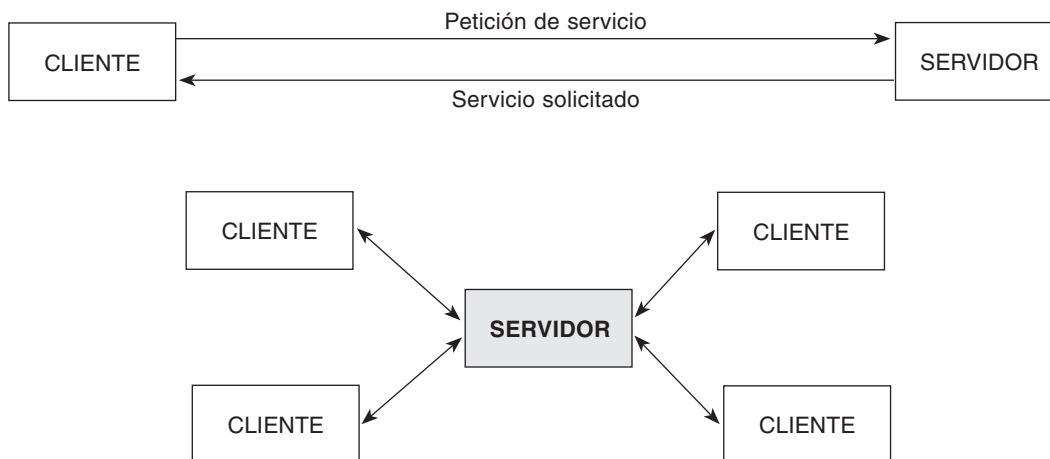 Petición de servicio
CLIENTE
SERVIDOR
Servicio solicitado
CLIENTE
CLIENTE
SERVIDOR
CLIENTE
CLIENTE